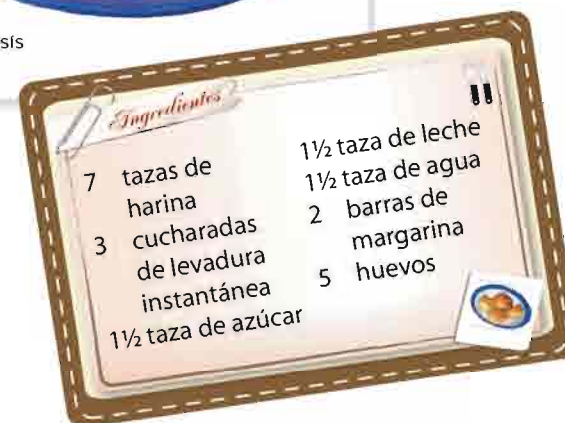 sís
Ingredientes
7 tazas de
harina
3 cucharadas
de levadura
instantánea
1½ taza de azúcar
1½ taza de leche
1½ taza de agua
2 barras de
margarina
5 huevos